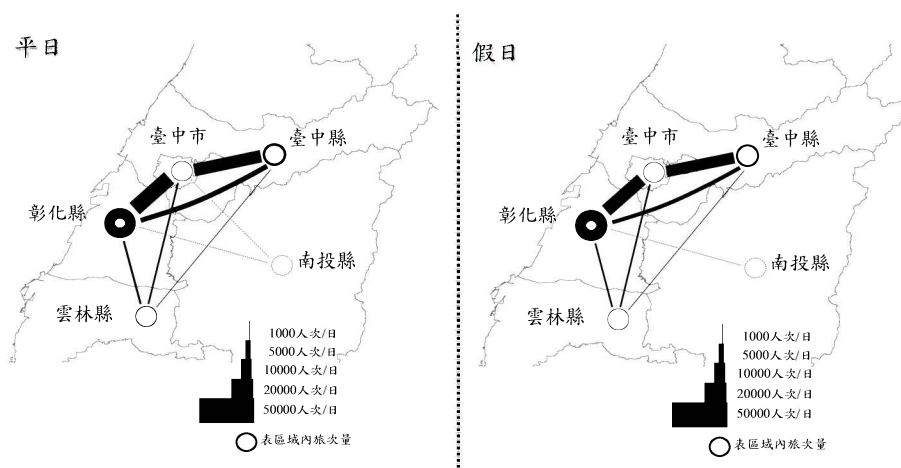 平日
臺中市
臺中縣
彰化縣
南投縣
雲林縣
1000人次/日
5000人次/日
10000人次/日
20000人次/日
50000人次/日
表區域內旅次量
假日
臺中市
臺中縣
彰化縣
南投縣
雲林縣
1000人次/日
5000人次/日
10000人次/日
20000人次/日
50000人次/日
表區域內旅次量